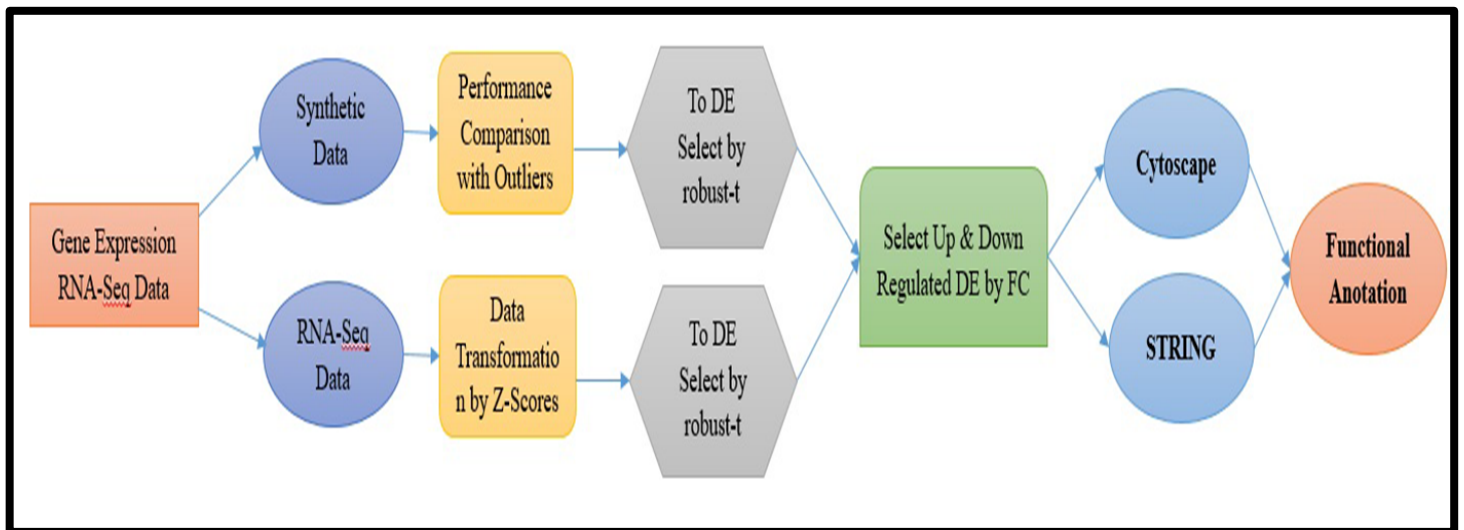 Gene Expression
RNA-Seq Data
Synthetic
Data
Performance
Comparison
with Outliers
To DE
Select by
robust-t
RNA-Seq
Data
Data
Transformatio
n by Z-Scores
To DE
Select by
robust-t
Select Up & Down
Regulated DE by FC
Cytoscape
STRING
Functional
Anotation